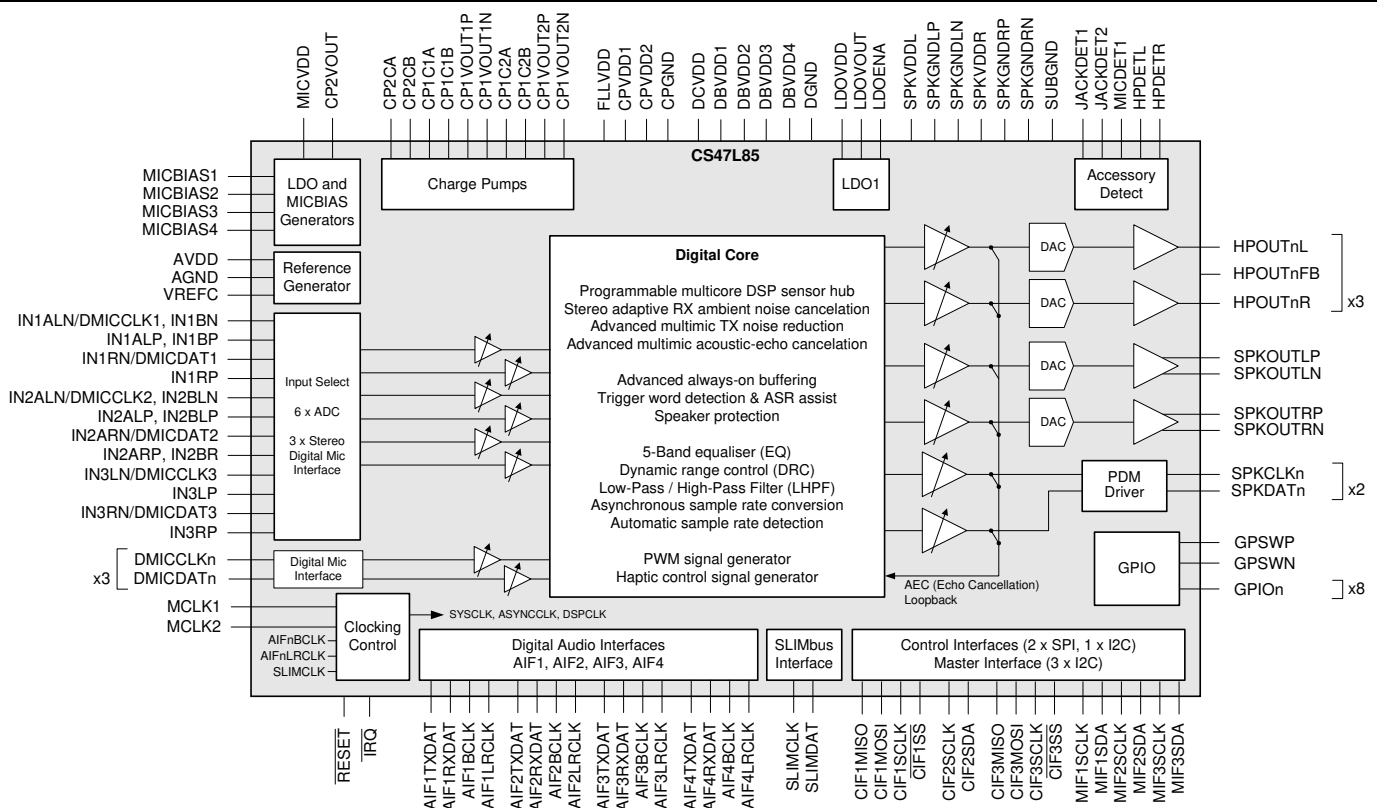 MICVDD
CP2VOUT
CP2CA
CP2CB
CP1C1A
CP1C1B
CP1VOUT1P
CP1VOUT1N
CP1C2A
CP1C2B
CP1VOUT2P
CP1VOUT2N
FLLVDD
CPVDD1
CPVDD2
CPGND
DCVDD
DBVDD1
DBVDD2
DBVDD3
DBVDD4
DGND
LDOVDD
LDOVOUT
LDOENA
SPKVDDL
SPKGNDLP
SPKGNDLN
SPKVDDR
SPKGNDRP
SPKGNDRN
SUBGND
JACKDET1
JACKDET2
MICDET1
HPDETL
HPDETR
CS47L85
MICBIAS1
MICBIAS2
MICBIAS3
MICBIAS4
LDO and
MICBIAS
Generators
Charge Pumps
LDO1
Accessory
Detect
AVDD
AGND
VREFC
Reference
Generator
IN1ALN/DMICCLK1, IN1BN
IN1ALP, IN1BP
IN1RN/DMICDAT1
IN1RP
IN2ALN/DMICCLK2, IN2BLN
IN2ALP, IN2BLP
IN2ARN/DMICDAT2
IN2ARP, IN2BR
IN3LN/DMICCLK3
IN3LP
IN3RN/DMICDAT3
IN3RP
Input Select
6 x ADC
3 x Stereo
Digital Mic
Interface
x3
DMICCLKn
DMICDATn
Digital Mic
Interface
MCLK1
MCLK2
AIFnBCLK
AIFnLRCLK
SLIMCLK
Clocking
Control
SYSCLK, ASYNCCLK, DSPCLK
Digital Core
Programmable multicore DSP sensor hub
Stereo adaptive RX ambient noise cancelation
Advanced multimic TX noise reduction
Advanced multimic acoustic-echo cancelation
Advanced always-on buffering
Trigger word detection & ASR assist
Speaker protection
5-Band equaliser (EQ)
Dynamic range control (DRC)
Low-Pass / High-Pass Filter (LHPF)
Asynchronous sample rate conversion
Automatic sample rate detection
PWM signal generator
Haptic control signal generator
DAC
DAC
DAC
DAC
HPOUTnL
HPOUTnFB
HPOUTnR
x3
SPKOUTLP
SPKOUTLN
SPKOUTRP
SPKOUTRN
PDM
Driver
SPKCLKn
SPKDATn
x2
GPIO
GPSWP
GPSWN
GPIOn
x8
AEC (Echo Cancellation)
Loopback
Digital Audio Interfaces
AIF1, AIF2, AIF3, AIF4
SLIMbus
Interface
Control Interfaces (2 x SPI, 1 x I2C)
Master Interface (3 x I2C)
RESET
IRQ
AIF1TXDAT
AIF1RXDAT
AIF1BCLK
AIF1LRCLK
AIF2TXDAT
AIF2RXDAT
AIF2BCLK
AIF2LRCLK
AIF3TXDAT
AIF3RXDAT
AIF3BCLK
AIF3LRCLK
AIF4TXDAT
AIF4RXDAT
AIF4BCLK
AIF4LRCLK
SLIMCLK
SLIMDAT
CIF1MISO
CIF1MOSI
CIF1SCLK
CIF1SS
CIF2SCLK
CIF2SDA
CIF3MISO
CIF3MOSI
CIF3SCLK
CIF3SS
MIF1SCLK
MIF1SDA
MIF2SCLK
MIF2SDA
MIF3SCLK
MIF3SDA